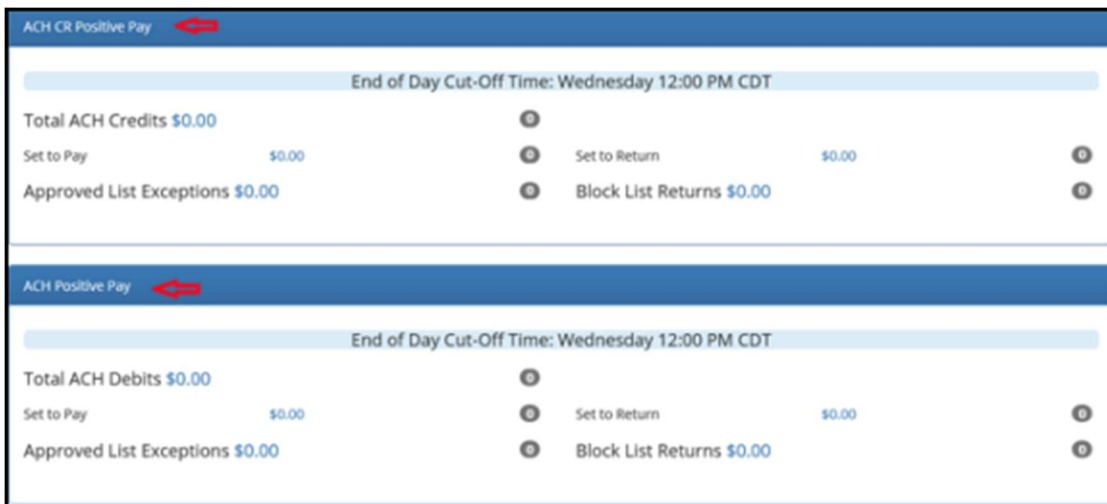 ACH CR Positive Pay
End of Day Cut-Off Time: Wednesday 12:00 PM CDT
Total ACH Credits $0.00 0
Set to Pay $0.00 0 Set to Return $0.00 0
Approved List Exceptions $0.00 0 Block List Returns $0.00 0
ACH Positive Pay
End of Day Cut-Off Time: Wednesday 12:00 PM CDT
Total ACH Debits $0.00 0
Set to Pay $0.00 0 Set to Return $0.00 0
Approved List Exceptions $0.00 0 Block List Returns $0.00 0